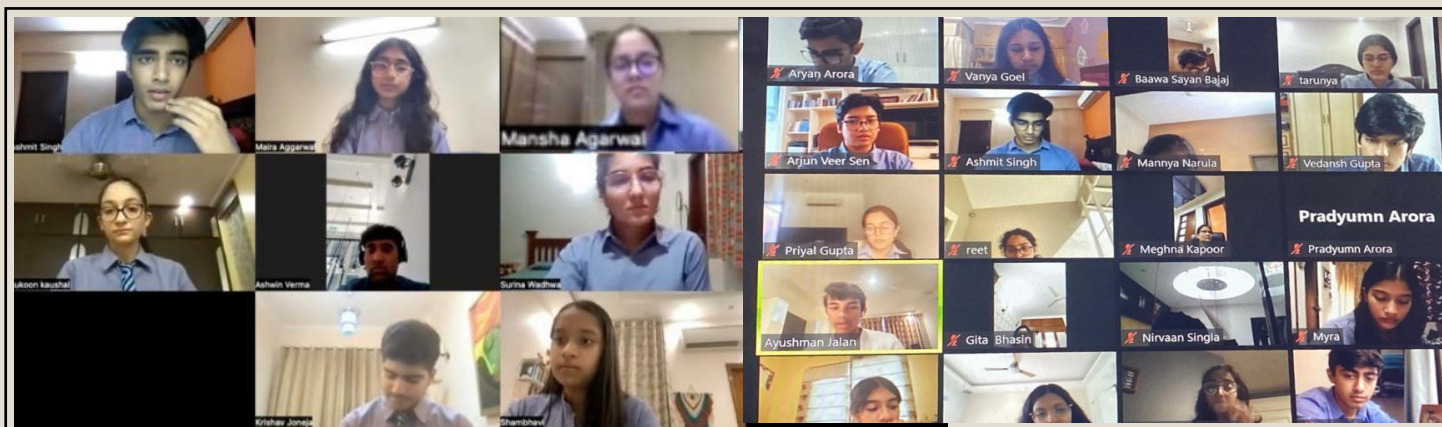 shmit Singh
Maira Aggarwal
Mansha Agarwal
ukoon kaushal
Ashwin Verma
Surina Wadhwa
Krishav Joneja
Shambhavi
Aryan Arora
Vanya Goel
Baawa Sayan Bajaj
tarunya
Arjun Veer Sen
Ashmit Singh
Mannya Narula
Vedansh Gupta
Priyal Gupta
reet
Meghna Kapoor
Pradyumn Arora
Pradyumn Arora
Ayushman Jalan
Gita Bhasin
Nirvaan Singla
Myra